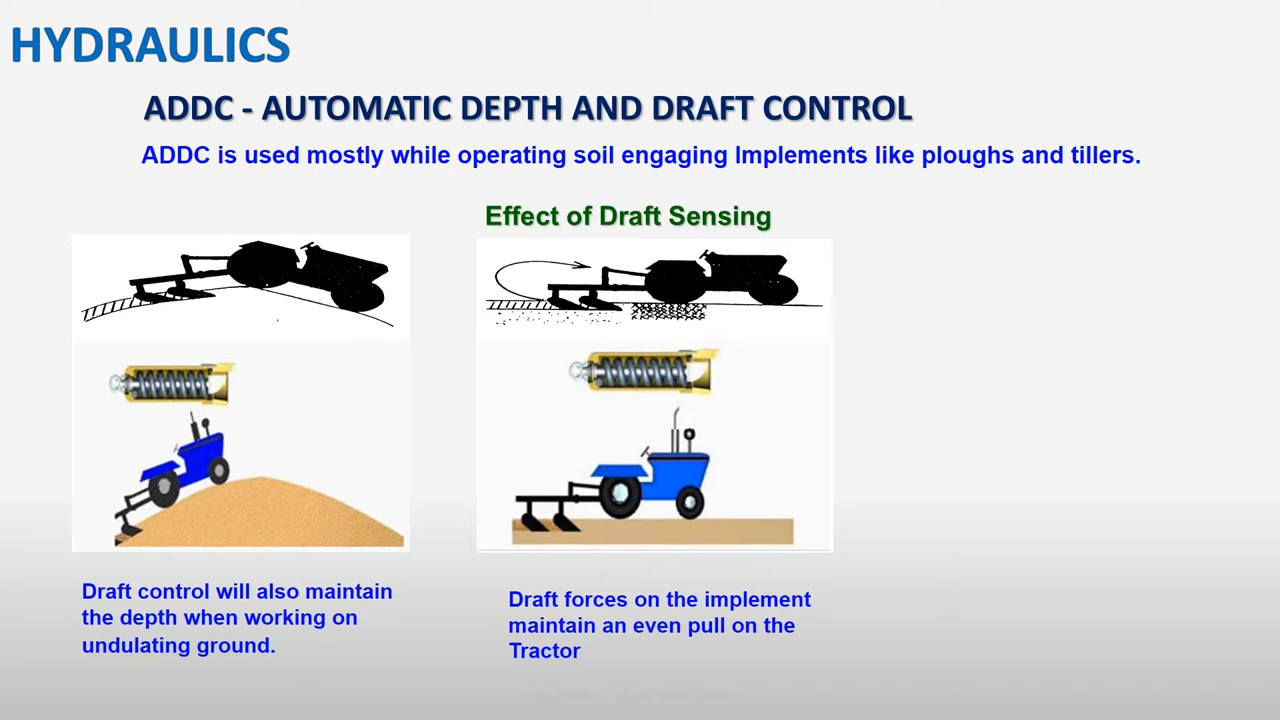 HYDRAULICS
ADDC - AUTOMATIC DEPTH AND DRAFT CONTROL
ADDC is used mostly while operating soil engaging Implements like ploughs and tillers.
Effect of Draft Sensing
Draft control will also maintain
the depth when working on
undulating ground.
Draft forces on the implement
maintain an even pull on the
Tractor